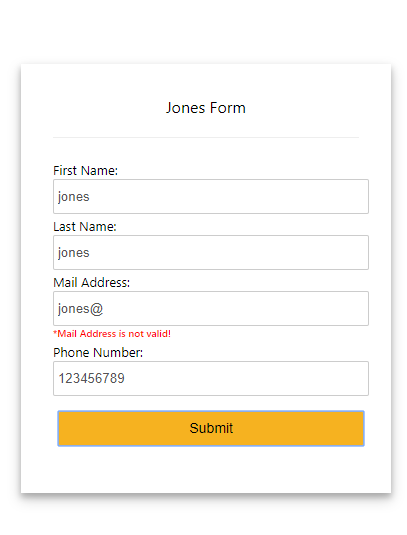 Jones Form
First Name:
jones
Last Name:
jones
Mail Address:
jones@
*Mail Address is not valid!
Phone Number:
123456789
Submit